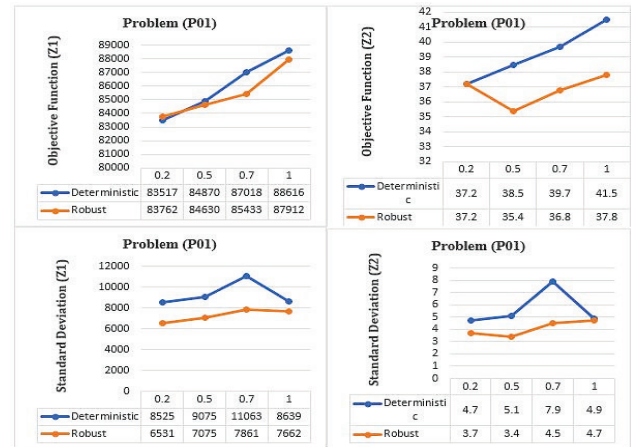 Problem (P01)
Objective Function (Z1)
89000
88000
87000
86000
85000
84000
83000
82000
81000
80000
0.2 0.5 0.7 1
Deterministic 83517 84870 87018 88616
Robust 83762 84630 85433 87912
Problem (P01)
Objective Function (Z2)
42
41
40
39
38
37
36
35
34
33
32
0.2 0.5 0.7 1
Deterministi
c 37.2 38.5 39.7 41.5
Robust 37.2 35.4 36.8 37.8
Problem (P01)
Standard Deviation (Z1)
12000
10000
8000
6000
4000
2000
0
0.2 0.5 0.7 1
Deterministic 8525 9075 11063 8639
Robust 6531 7075 7861 7662
Problem (P01)
Standard Deviation (Z2)
9
8
7
6
5
4
3
2
1
0
0.2 0.5 0.7 1
Deterministi
c 4.7 5.1 7.9 4.9
Robust 3.7 3.4 4.5 4.7